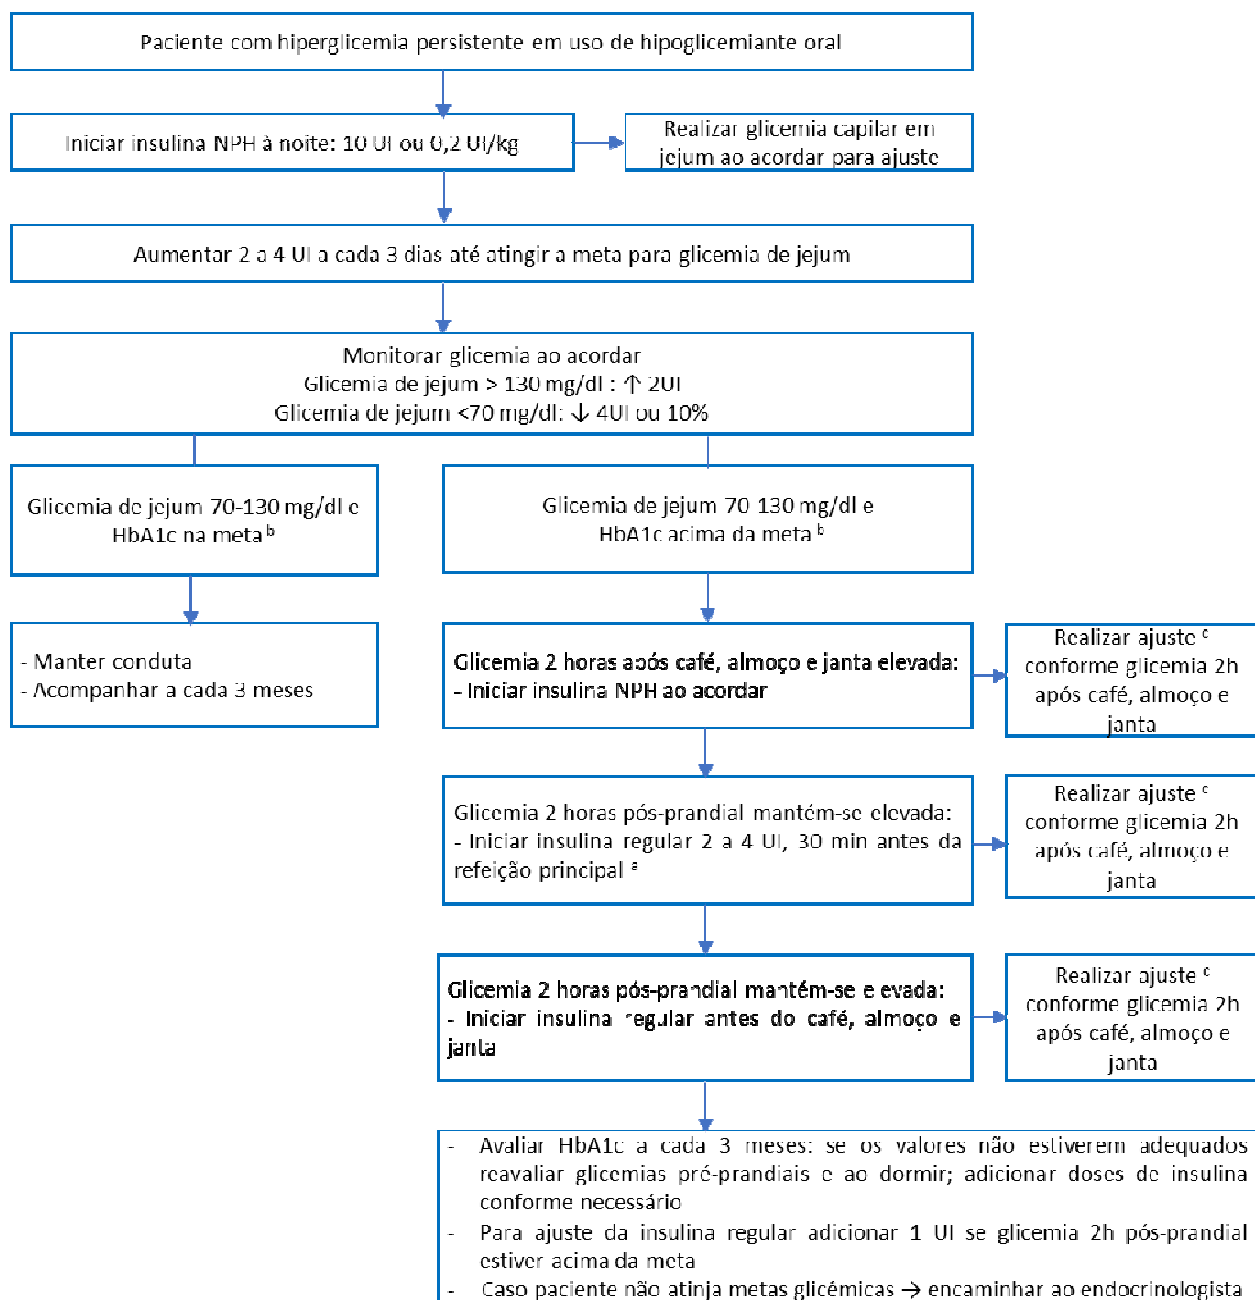 Paciente com hiperglicemia persistente em uso de hipoglicemiante oral
Iniciar insulina NPH à noite: 10 UI ou 0,2 UI/kg
Realizar glicemia capilar em
jejum ao acordar para ajuste
Aumentar 2 a 4 UI a cada 3 dias até atingir a meta para glicemia de jejum
Monitorar glicemia ao acordar
Glicemia de jejum > 130 mg/dl : ↑ 2UI
Glicemia de jejum <70 mg/dl: ↓ 4UI ou 10%
Glicemia de jejum 70-130 mg/dl e
HbA1c na meta ᵇ
Glicemia de jejum 70-130 mg/dl e
HbA1c acima da meta ᵇ
- Manter conduta
- Acompanhar a cada 3 meses
Glicemia 2 horas após café, almoço e janta elevada:
- Iniciar insulina NPH ao acordar
Realizar ajuste ᶜ
conforme glicemia 2h
após café, almoço e
janta
Glicemia 2 horas pós-prandial mantém-se elevada:
- Iniciar insulina regular 2 a 4 UI, 30 min antes da
refeição principal ᵃ
Realizar ajuste ᶜ
conforme glicemia 2h
após café, almoço e
janta
Glicemia 2 horas pós-prandial mantém-se elevada:
- Iniciar insulina regular antes do café, almoço e
janta
Realizar ajuste ᶜ
conforme glicemia 2h
após café, almoço e
janta
- Avaliar HbA1c a cada 3 meses: se os valores não estiverem adequados
reavaliar glicemias pré-prandiais e ao dormir; adicionar doses de insulina
conforme necessário
- Para ajuste da insulina regular adicionar 1 UI se glicemia 2h pós-prandial
estiver acima da meta
- Caso paciente não atinja metas glicêmicas → encaminhar ao endocrinologista